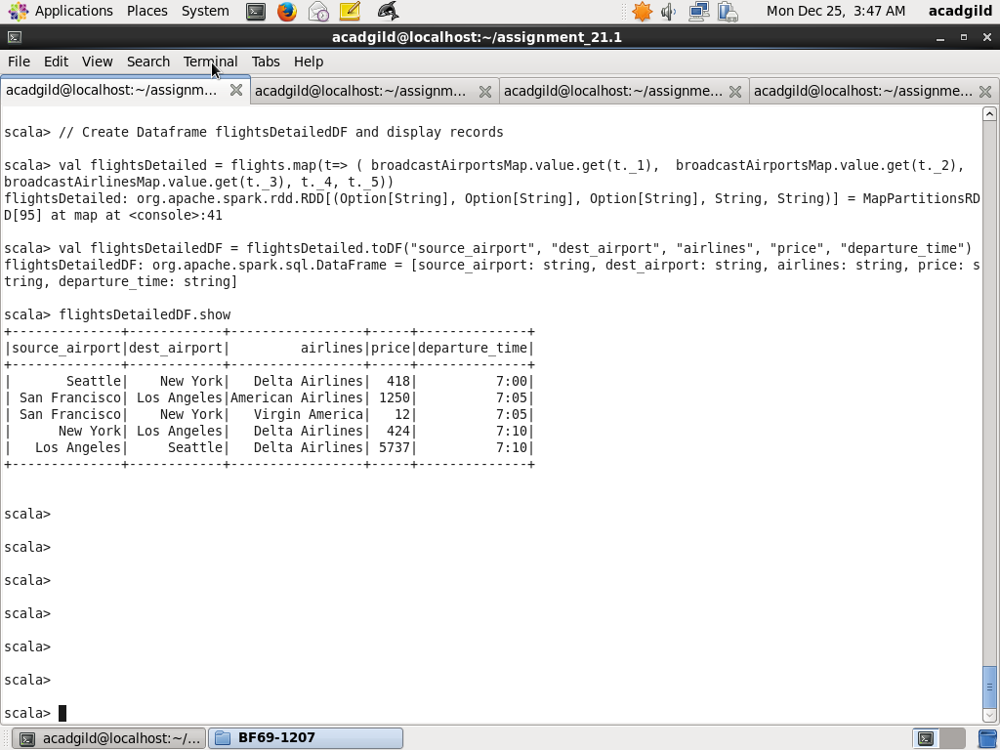 Applications Places System Mon Dec 25, 3:47 AM acadgild
acadgild@localhost:~/assignment_21.1
File Edit View Search Terminal Tabs Help
acadgild@localhost:~/assignm... acadgild@localhost:~/assignm... acadgild@localhost:~/assignme... acadgild@localhost:~/assignme...
scala> // Create Dataframe flightsDetailedDF and display records
scala> val flightsDetailed = flights.map(t=> ( broadcastAirportsMap.value.get(t._1),  broadcastAirportsMap.value.get(t._2),
broadcastAirlinesMap.value.get(t._3), t._4, t._5))
flightsDetailed: org.apache.spark.rdd.RDD[(Option[String], Option[String], Option[String], String, String)] = MapPartitionsRD
D[95] at map at <console>:41
scala> val flightsDetailedDF = flightsDetailed.toDF("source_airport", "dest_airport", "airlines", "price", "departure_time")
flightsDetailedDF: org.apache.spark.sql.DataFrame = [source_airport: string, dest_airport: string, airlines: string, price: s
tring, departure_time: string]
scala> flightsDetailedDF.show
+--------------+------------+-----------------+-----+--------------+
|source_airport|dest_airport|         airlines|price|departure_time|
+--------------+------------+-----------------+-----+--------------+
|       Seattle|    New York|   Delta Airlines|  418|          7:00|
| San Francisco| Los Angeles|American Airlines| 1250|          7:05|
| San Francisco|    New York|   Virgin America|   12|          7:05|
|      New York| Los Angeles|   Delta Airlines|  424|          7:10|
|   Los Angeles|     Seattle|   Delta Airlines| 5737|          7:10|
+--------------+------------+-----------------+-----+--------------+
scala>
scala>
scala>
scala>
scala>
scala>
scala>
acadgild@localhost:~/... BF69-1207